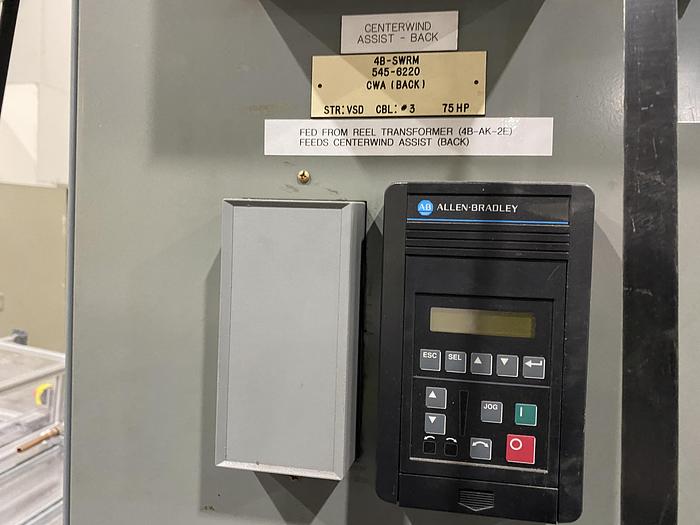 CENTERWIND
ASSIST - BACK
4B-SWRM
545-6220
CWA (BACK)
STR: VSD CBL: #3 75 HP
FED FROM REEL TRANSFORMER (4B-AK-2E)
FEEDS CENTERWIND ASSIST (BACK)
AB ALLEN-BRADLEY
ESC SEL
JOG